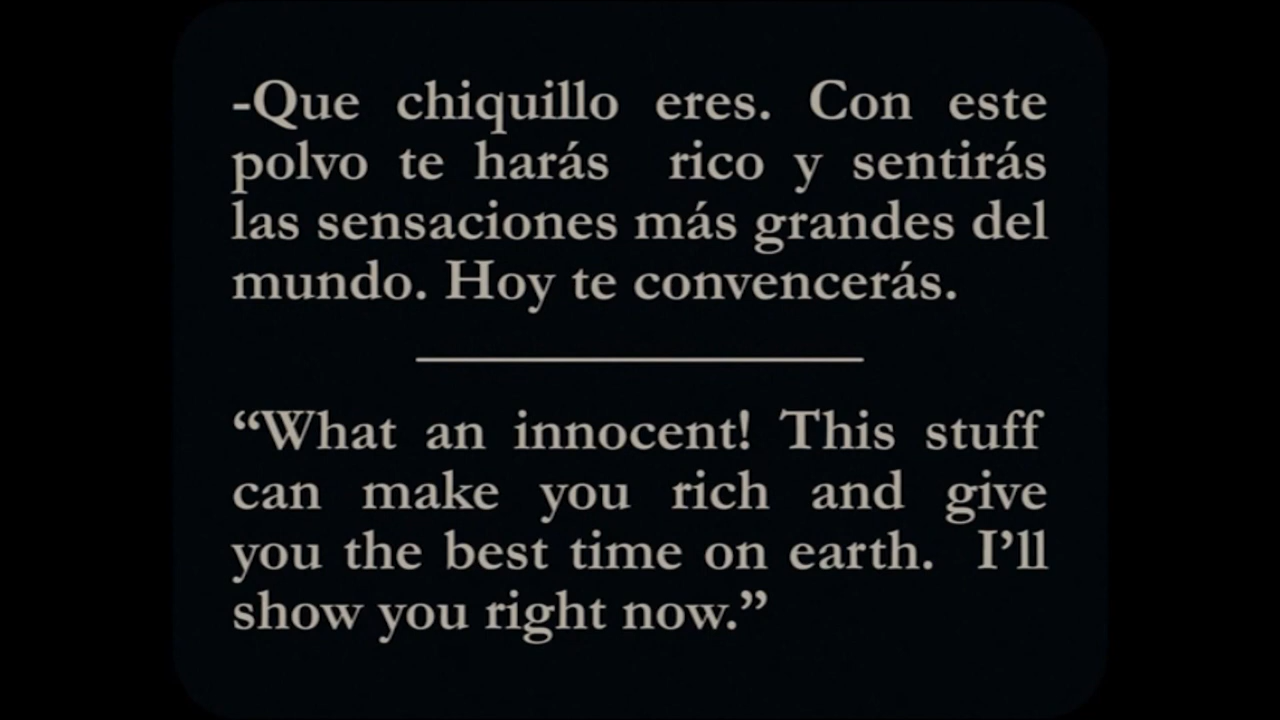 -Que chiquillo eres. Con este
polvo te harás rico y sentirás
las sensaciones más grandes del
mundo. Hoy te convencerás.
“What an innocent! This stuff
can make you rich and give
you the best time on earth. I’ll
show you right now.”